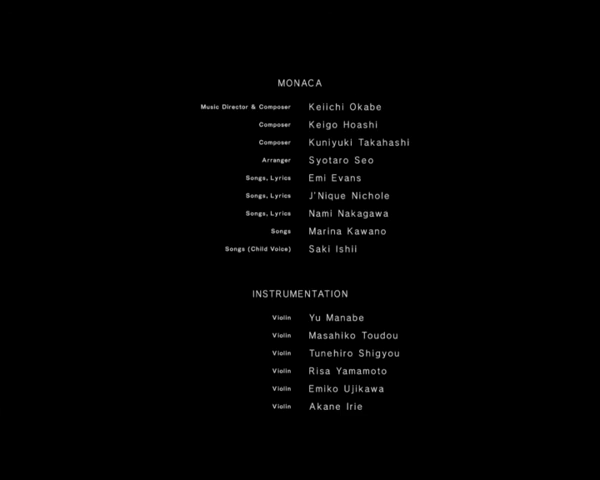 MONACA
Music Director & Composer Keiichi Okabe
Composer Keigo Hoashi
Composer Kuniyuki Takahashi
Arranger Syotaro Seo
Songs, Lyrics Emi Evans
Songs, Lyrics J'Nique Nichole
Songs, Lyrics Nami Nakagawa
Songs Marina Kawano
Songs (Child Voice) Saki Ishii
INSTRUMENTATION
Violin Yu Manabe
Violin Masahiko Toudou
Violin Tunehiro Shigyou
Violin Risa Yamamoto
Violin Emiko Ujikawa
Violin Akane Irie